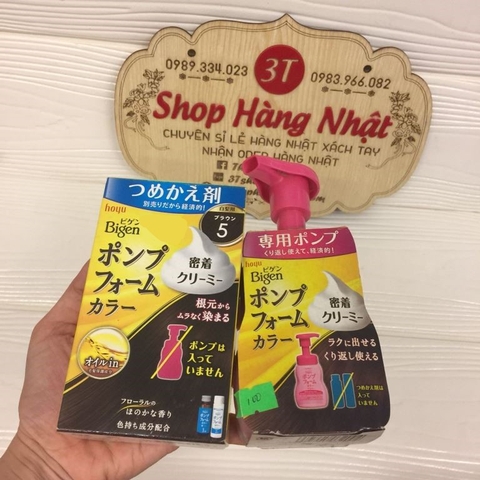 0989.334.023
3T
0983.966.082
Shop Hàng Nhật
CHUYÊN SỈ LẺ HÀNG NHẬT XÁCH TAY
NHẬN ODER HÀNG NHẬT
つめかえ剤
別売りだから経済的!
hoyu
白髪用
ブラウン
5
ビゲン
Bigen
ポンプ
フォーム
カラー
密着
クリーミー
根元から
ムラなく染まる
オイルin
ポンプは
入って
いません
フローラルの
ほのかな香り
色持ち成分配合
専用ポンプ
くり返し使えて、経済的!
hoyu
ビゲン
Bigen
ポンプ
フォーム
カラー
密着
クリーミー
ラクに出せる
くり返し使える
つめかえ剤は
入って
いません
100